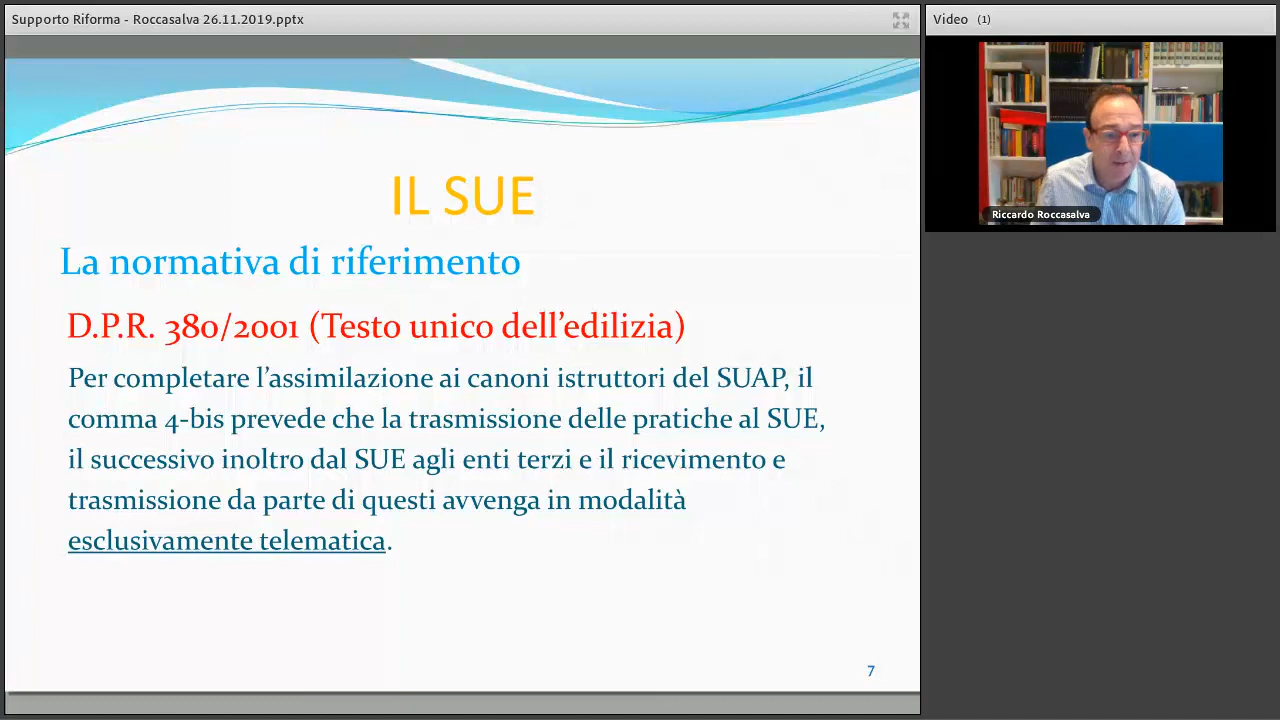 Supporto Riforma - Roccasalva 26.11.2019.pptx
Video (1)
Riccardo Roccasalva
IL SUE
La normativa di riferimento
D.P.R. 380/2001 (Testo unico dell’edilizia)
Per completare l’assimilazione ai canoni istruttori del SUAP, il
comma 4-bis prevede che la trasmissione delle pratiche al SUE,
il successivo inoltro dal SUE agli enti terzi e il ricevimento e
trasmissione da parte di questi avvenga in modalità
esclusivamente telematica.
7